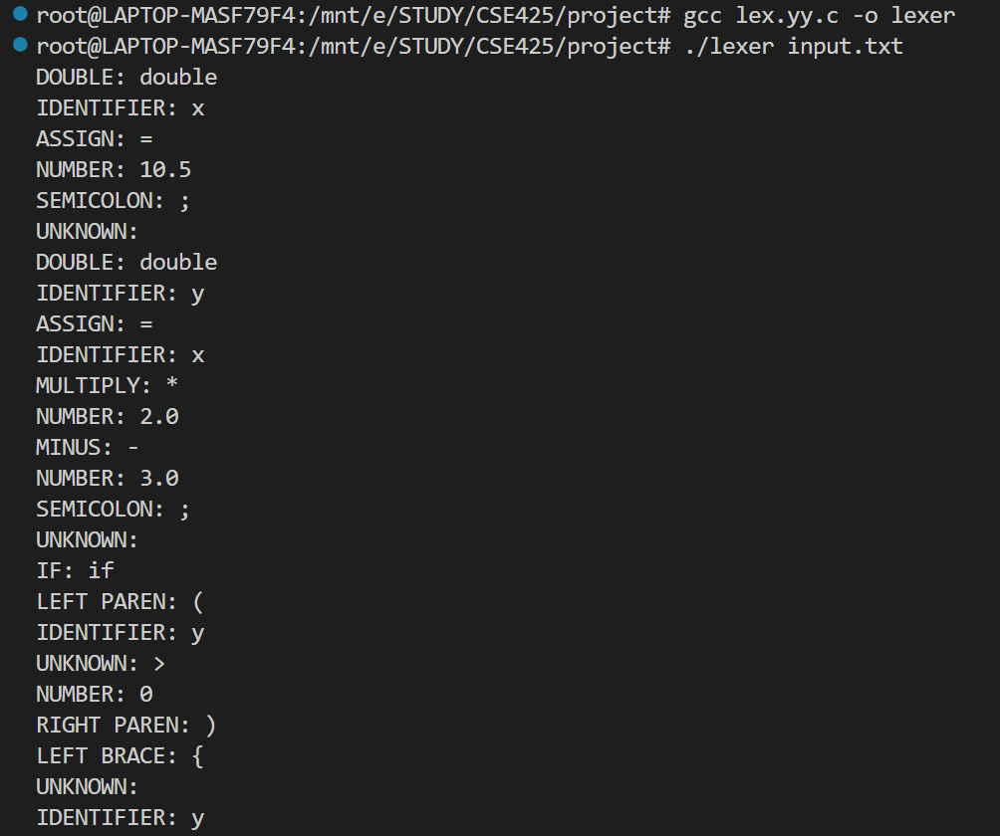 root@LAPTOP-MASF79F4:/mnt/e/STUDY/CSE425/project# gcc lex.yy.c -o lexer
root@LAPTOP-MASF79F4:/mnt/e/STUDY/CSE425/project# ./lexer input.txt
DOUBLE: double
IDENTIFIER: x
ASSIGN: =
NUMBER: 10.5
SEMICOLON: ;
UNKNOWN:
DOUBLE: double
IDENTIFIER: y
ASSIGN: =
IDENTIFIER: x
MULTIPLY: *
NUMBER: 2.0
MINUS: -
NUMBER: 3.0
SEMICOLON: ;
UNKNOWN:
IF: if
LEFT PAREN: (
IDENTIFIER: y
UNKNOWN: >
NUMBER: 0
RIGHT PAREN: )
LEFT BRACE: {
UNKNOWN:
IDENTIFIER: y